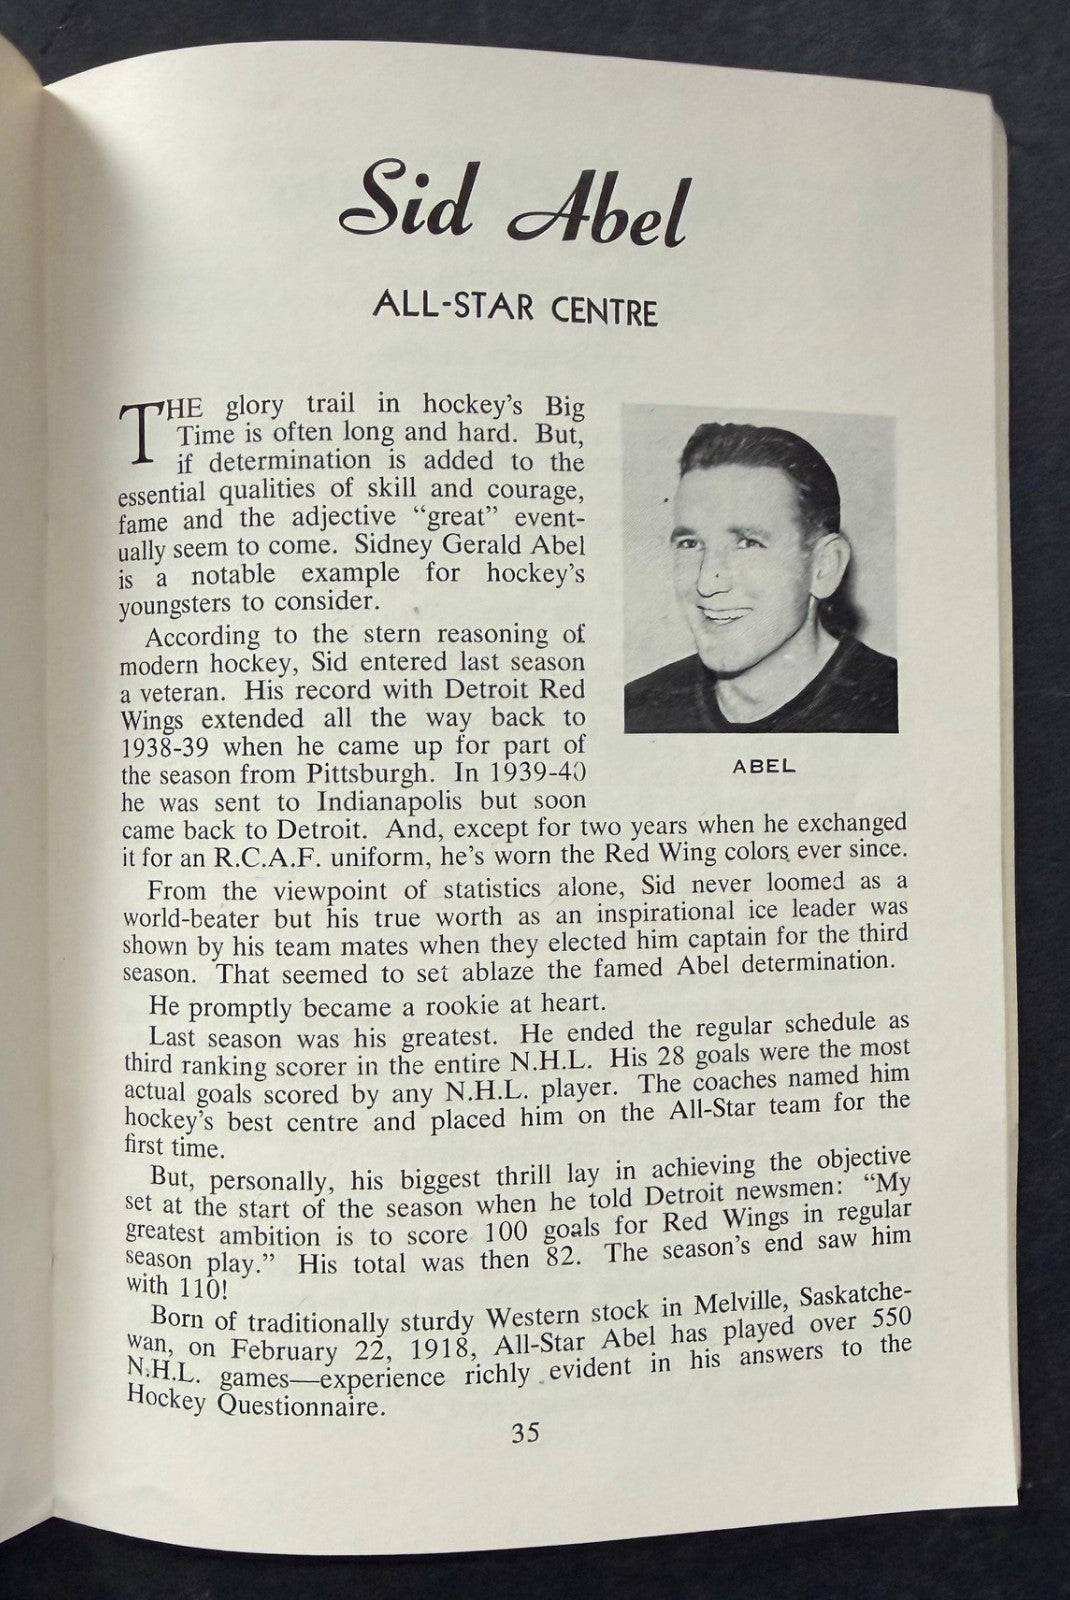 Sid Abel
ALL-STAR CENTRE
THE glory trail in hockey's Big
Time is often long and hard. But,
if determination is added to the
essential qualities of skill and courage,
fame and the adjective “great” event-
ually seem to come. Sidney Gerald Abel
is a notable example for hockey's
youngsters to consider.
According to the stern reasoning of
modern hockey, Sid entered last season
a veteran. His record with Detroit Red
Wings extended all the way back to
1938-39 when he came up for part of
the season from Pittsburgh. In 1939-40
he was sent to Indianapolis but soon
came back to Detroit. And, except for two years when he exchanged
it for an R.C.A.F. uniform, he's worn the Red Wing colors ever since.
ABEL
From the viewpoint of statistics alone, Sid never loomed as a
world-beater but his true worth as an inspirational ice leader was
shown by his team mates when they elected him captain for the third
season. That seemed to set ablaze the famed Abel determination.
He promptly became a rookie at heart.
Last season was his greatest. He ended the regular schedule as
third ranking scorer in the entire N.H.L. His 28 goals were the most
actual goals scored by any N.H.L. player. The coaches named him
hockey's best centre and placed him on the All-Star team for the
first time.
But, personally, his biggest thrill lay in achieving the objective
set at the start of the season when he told Detroit newsmen: “My
greatest ambition is to score 100 goals for Red Wings in regular
season play.” His total was then 82. The season's end saw him
with 110!
Born of traditionally sturdy Western stock in Melville, Saskatche-
wan, on February 22, 1918, All-Star Abel has played over 550
N.H.L. games—experience richly evident in his answers to the
Hockey Questionnaire.
35